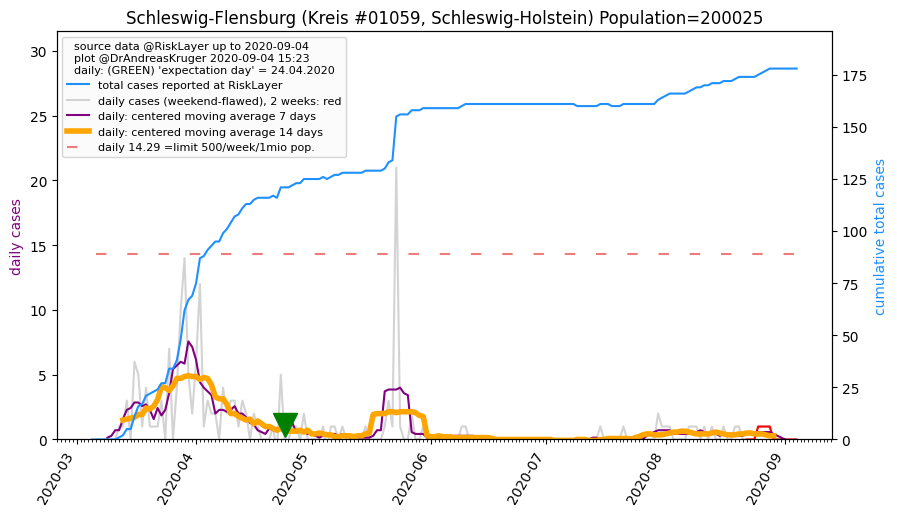 Schleswig-Flensburg (Kreis #01059, Schleswig-Holstein) Population=200025
source data @RiskLayer up to 2020-09-04
plot @DrAndreasKruger 2020-09-04 15:23
daily: (GREEN) 'expectation day' = 24.04.2020
total cases reported at RiskLayer
daily cases (weekend-flawed), 2 weeks: red
daily: centered moving average 7 days
daily: centered moving average 14 days
daily 14.29 =limit 500/week/1mio pop.
daily cases
30
25
20
15
10
5
0
cumulative total cases
175
150
125
100
75
50
25
0
2020-03
2020-04
2020-05
2020-06
2020-07
2020-08
2020-09